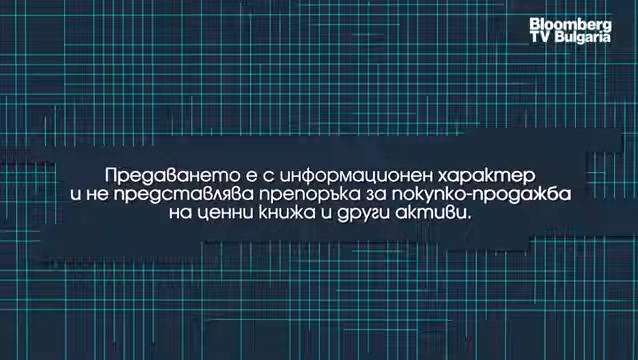 Bloomberg
TV Bulgaria
Предаването е с информационен характер
и не представлява препоръка за покупко-продажба
на ценни книжа и други активи.